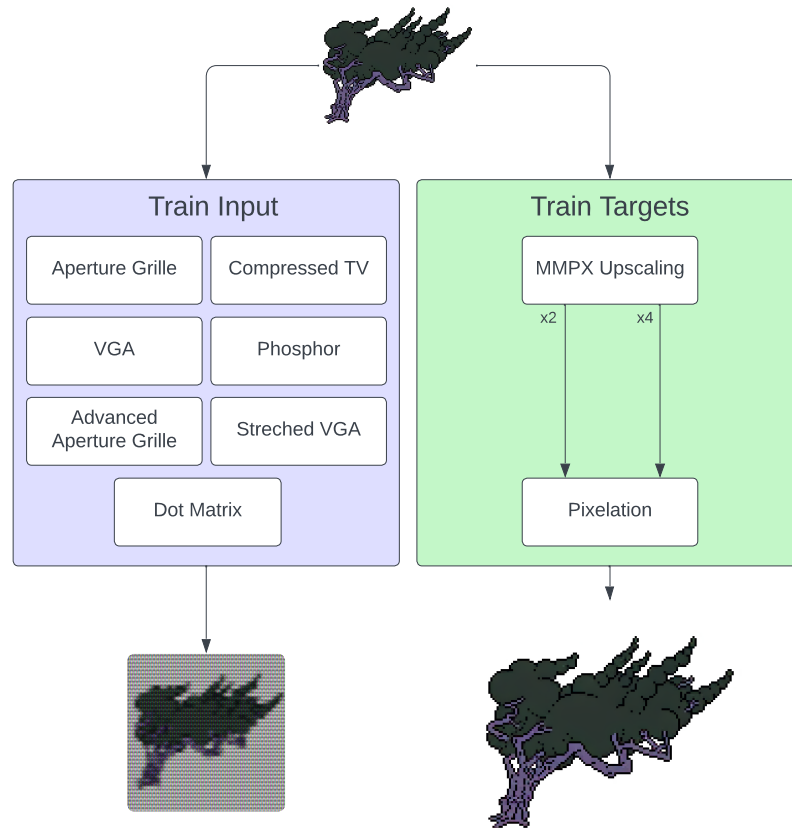 Train Input
Train Targets
Aperture Grille
Compressed TV
MMPX Upscaling
x2
x4
VGA
Phosphor
Advanced
Aperture Grille
Streched VGA
Dot Matrix
Pixelation